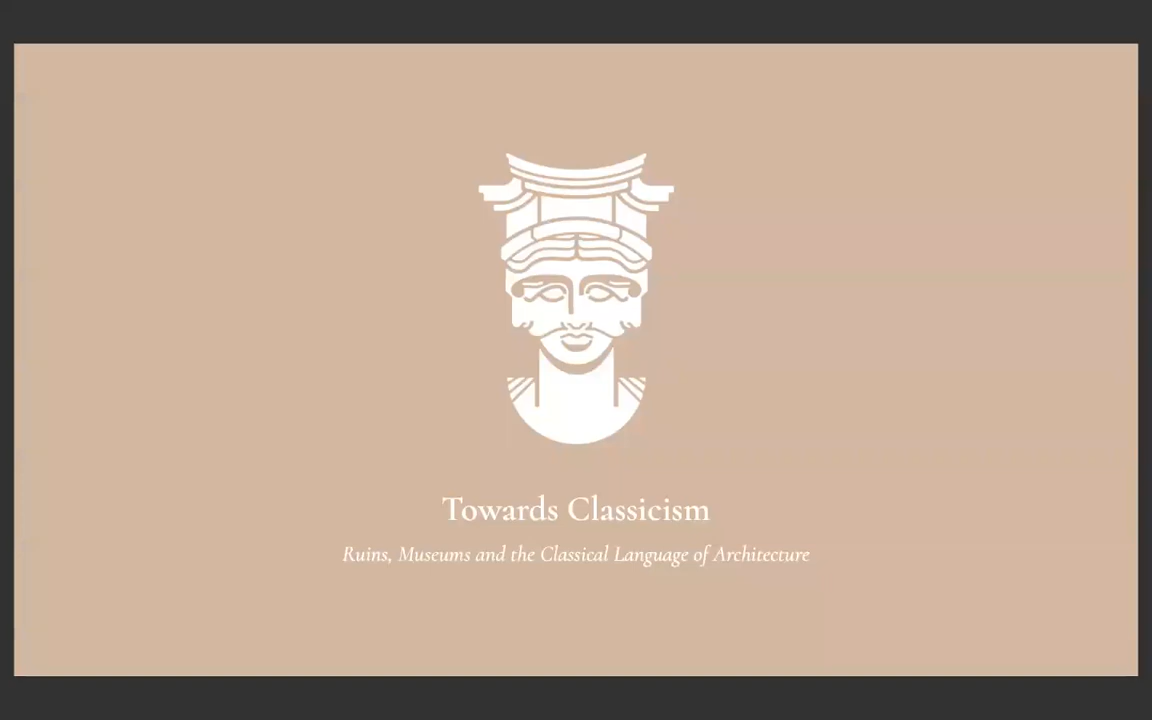 Towards Classicism
Ruins, Museums and the Classical Language of Architecture